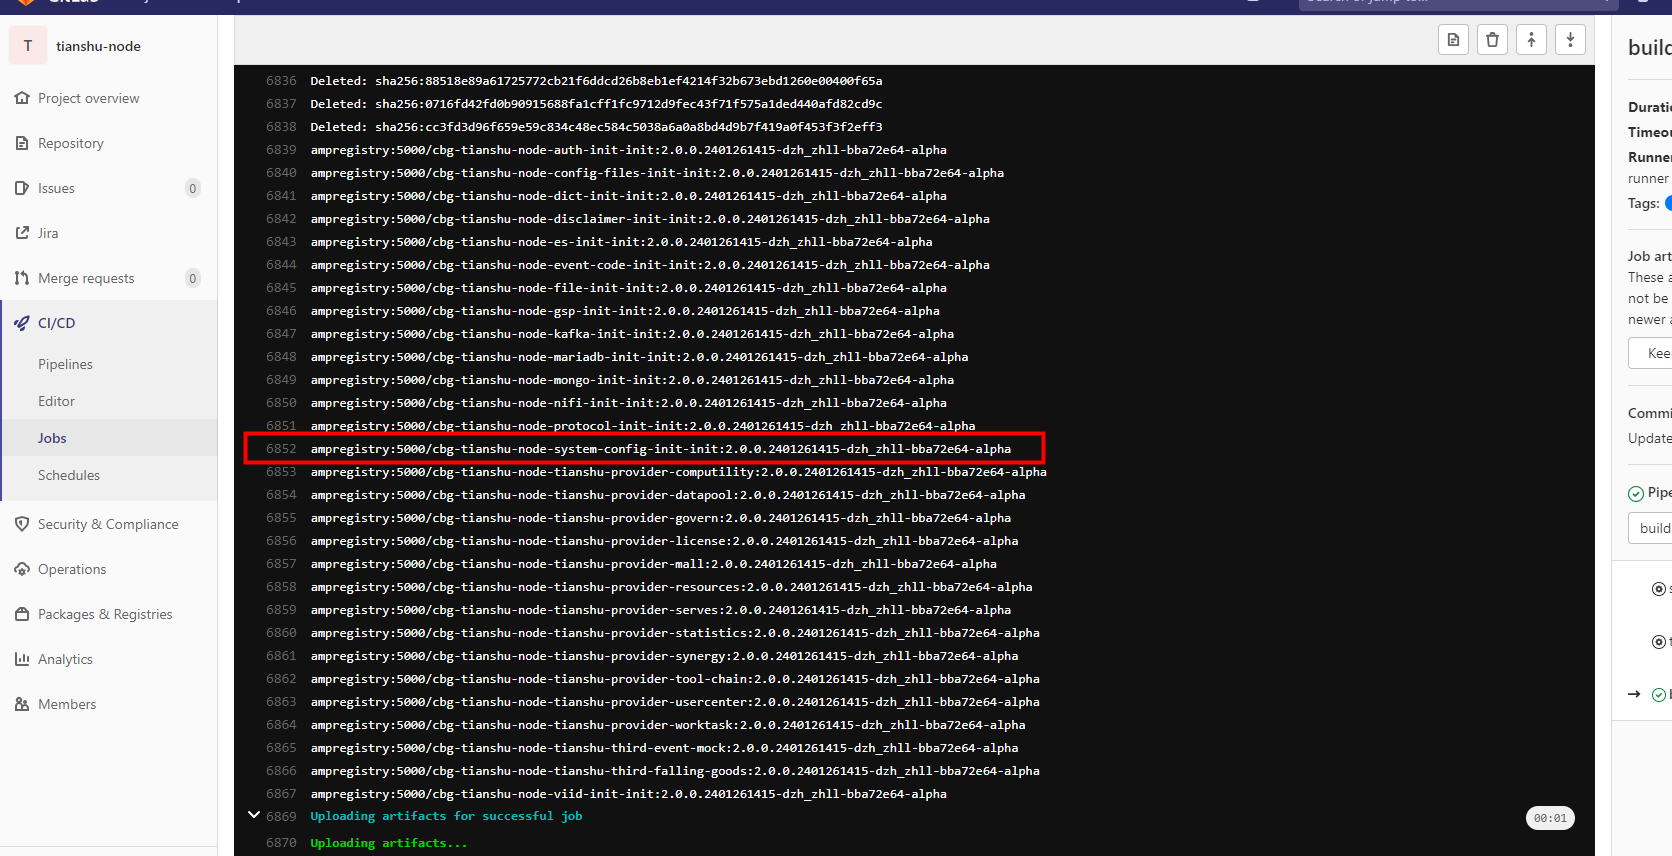 T tianshu-node
Project overview
Repository
Issues 0
Jira
Merge requests 0
CI/CD
Pipelines
Editor
Jobs
Schedules
Security & Compliance
Operations
Packages & Registries
Analytics
Members
6836 Deleted: sha256:88518e89a61725772cb21f6ddcd26b8eb1ef4214f32b673ebd1260e00400f65a
6837 Deleted: sha256:0716fd42fd0b90915688fa1cff1fc9712d9fec43f71f575a1ded440afd82cd9c
6838 Deleted: sha256:cc3fd3d96f659e59c834c48ec584c5038a6a0a8bd4d9b7f419a0f453f3f2eff3
6839 ampregistry:5000/cbg-tianshu-node-auth-init-init:2.0.0.2401261415-dzh_zhll-bba72e64-alpha
6840 ampregistry:5000/cbg-tianshu-node-config-files-init-init:2.0.0.2401261415-dzh_zhll-bba72e64-alpha
6841 ampregistry:5000/cbg-tianshu-node-dict-init-init:2.0.0.2401261415-dzh_zhll-bba72e64-alpha
6842 ampregistry:5000/cbg-tianshu-node-disclaimer-init-init:2.0.0.2401261415-dzh_zhll-bba72e64-alpha
6843 ampregistry:5000/cbg-tianshu-node-es-init-init:2.0.0.2401261415-dzh_zhll-bba72e64-alpha
6844 ampregistry:5000/cbg-tianshu-node-event-code-init-init:2.0.0.2401261415-dzh_zhll-bba72e64-alpha
6845 ampregistry:5000/cbg-tianshu-node-file-init-init:2.0.0.2401261415-dzh_zhll-bba72e64-alpha
6846 ampregistry:5000/cbg-tianshu-node-gsp-init-init:2.0.0.2401261415-dzh_zhll-bba72e64-alpha
6847 ampregistry:5000/cbg-tianshu-node-kafka-init-init:2.0.0.2401261415-dzh_zhll-bba72e64-alpha
6848 ampregistry:5000/cbg-tianshu-node-mariadb-init-init:2.0.0.2401261415-dzh_zhll-bba72e64-alpha
6849 ampregistry:5000/cbg-tianshu-node-mongo-init-init:2.0.0.2401261415-dzh_zhll-bba72e64-alpha
6850 ampregistry:5000/cbg-tianshu-node-nifi-init-init:2.0.0.2401261415-dzh_zhll-bba72e64-alpha
6851 ampregistry:5000/cbg-tianshu-node-protocol-init-init:2.0.0.2401261415-dzh_zhll-bba72e64-alpha
6852 ampregistry:5000/cbg-tianshu-node-system-config-init-init:2.0.0.2401261415-dzh_zhll-bba72e64-alpha
6853 ampregistry:5000/cbg-tianshu-node-tianshu-provider-computility:2.0.0.2401261415-dzh_zhll-bba72e64-alpha
6854 ampregistry:5000/cbg-tianshu-node-tianshu-provider-datapool:2.0.0.2401261415-dzh_zhll-bba72e64-alpha
6855 ampregistry:5000/cbg-tianshu-node-tianshu-provider-govern:2.0.0.2401261415-dzh_zhll-bba72e64-alpha
6856 ampregistry:5000/cbg-tianshu-node-tianshu-provider-license:2.0.0.2401261415-dzh_zhll-bba72e64-alpha
6857 ampregistry:5000/cbg-tianshu-node-tianshu-provider-mall:2.0.0.2401261415-dzh_zhll-bba72e64-alpha
6858 ampregistry:5000/cbg-tianshu-node-tianshu-provider-resources:2.0.0.2401261415-dzh_zhll-bba72e64-alpha
6859 ampregistry:5000/cbg-tianshu-node-tianshu-provider-serves:2.0.0.2401261415-dzh_zhll-bba72e64-alpha
6860 ampregistry:5000/cbg-tianshu-node-tianshu-provider-statistics:2.0.0.2401261415-dzh_zhll-bba72e64-alpha
6861 ampregistry:5000/cbg-tianshu-node-tianshu-provider-synergy:2.0.0.2401261415-dzh_zhll-bba72e64-alpha
6862 ampregistry:5000/cbg-tianshu-node-tianshu-provider-tool-chain:2.0.0.2401261415-dzh_zhll-bba72e64-alpha
6863 ampregistry:5000/cbg-tianshu-node-tianshu-provider-usercenter:2.0.0.2401261415-dzh_zhll-bba72e64-alpha
6864 ampregistry:5000/cbg-tianshu-node-tianshu-provider-worktask:2.0.0.2401261415-dzh_zhll-bba72e64-alpha
6865 ampregistry:5000/cbg-tianshu-node-tianshu-third-event-mock:2.0.0.2401261415-dzh_zhll-bba72e64-alpha
6866 ampregistry:5000/cbg-tianshu-node-tianshu-third-falling-goods:2.0.0.2401261415-dzh_zhll-bba72e64-alpha
6867 ampregistry:5000/cbg-tianshu-node-viid-init-init:2.0.0.2401261415-dzh_zhll-bba72e64-alpha
6869 Uploading artifacts for successful job 00:01
6870 Uploading artifacts...
build
Duratio
Timeou
Runner
runner
Tags:
Job art
These a
not be
newer a
Kee
Commi
Update
Pipe
build
s
t
b